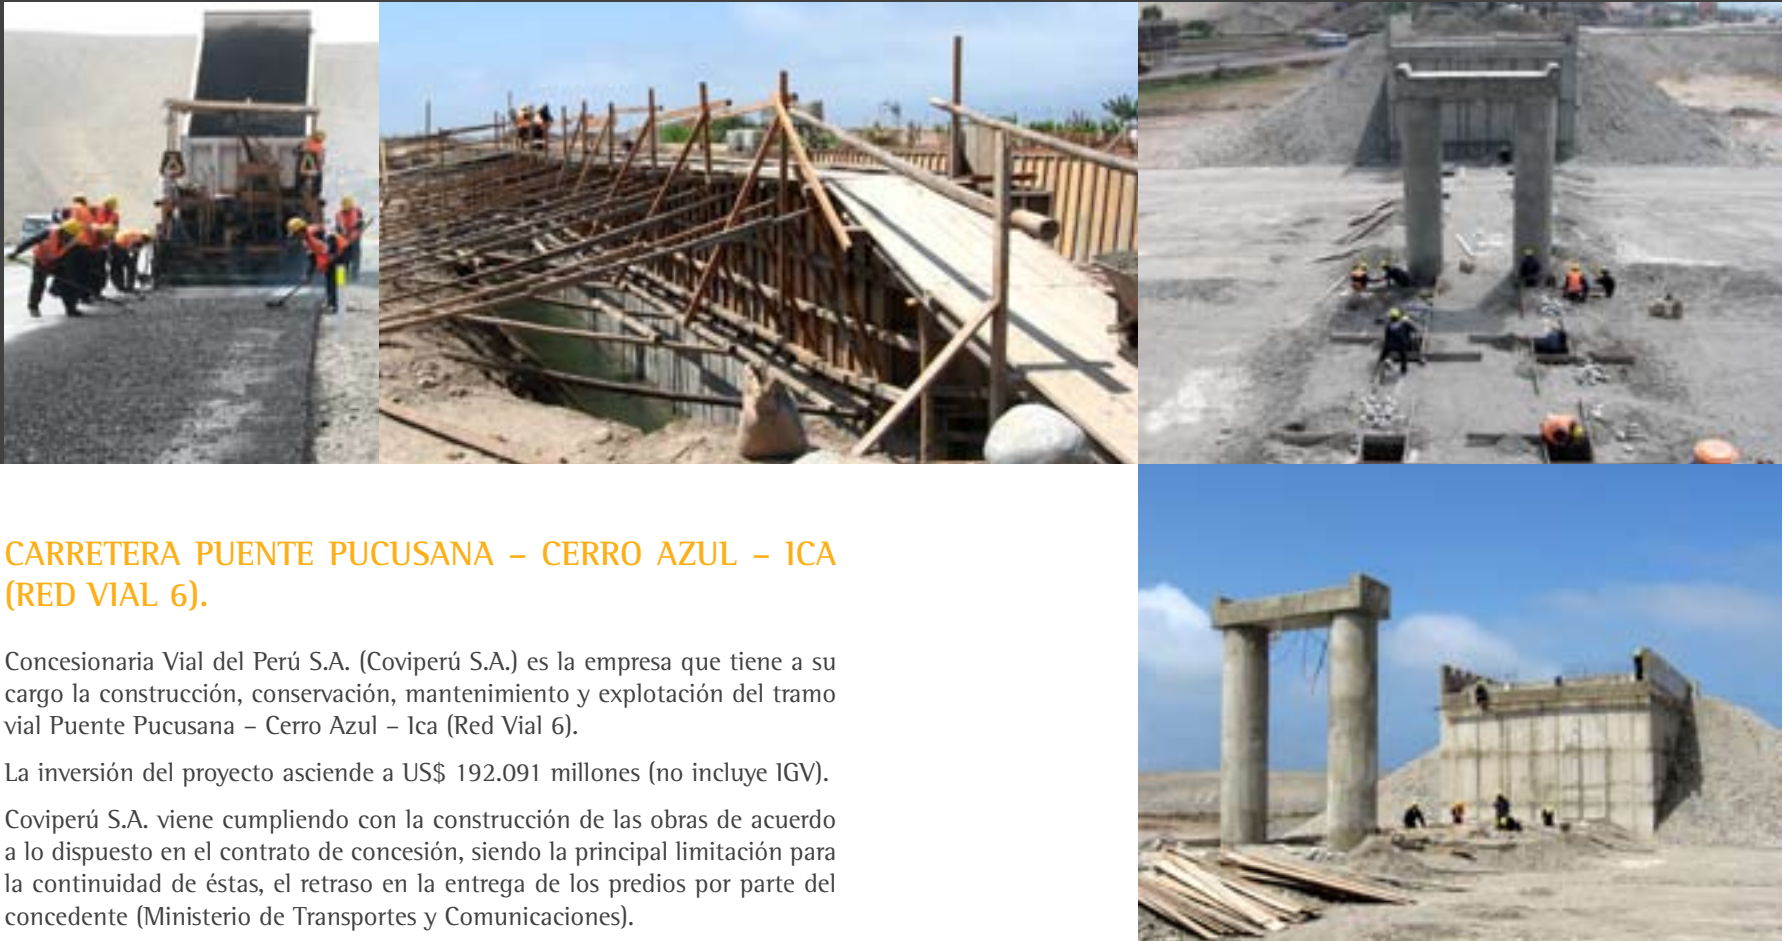 CARRETERA PUENTE PUCUSANA – CERRO AZUL – ICA
(RED VIAL 6).
Concesionaria Vial del Perú S.A. (Coviperú S.A.) es la empresa que tiene a su
cargo la construcción, conservación, mantenimiento y explotación del tramo
vial Puente Pucusana – Cerro Azul – Ica (Red Vial 6).
La inversión del proyecto asciende a US$ 192.091 millones (no incluye IGV).
Coviperú S.A. viene cumpliendo con la construcción de las obras de acuerdo
a lo dispuesto en el contrato de concesión, siendo la principal limitación para
la continuidad de éstas, el retraso en la entrega de los predios por parte del
concedente (Ministerio de Transportes y Comunicaciones).